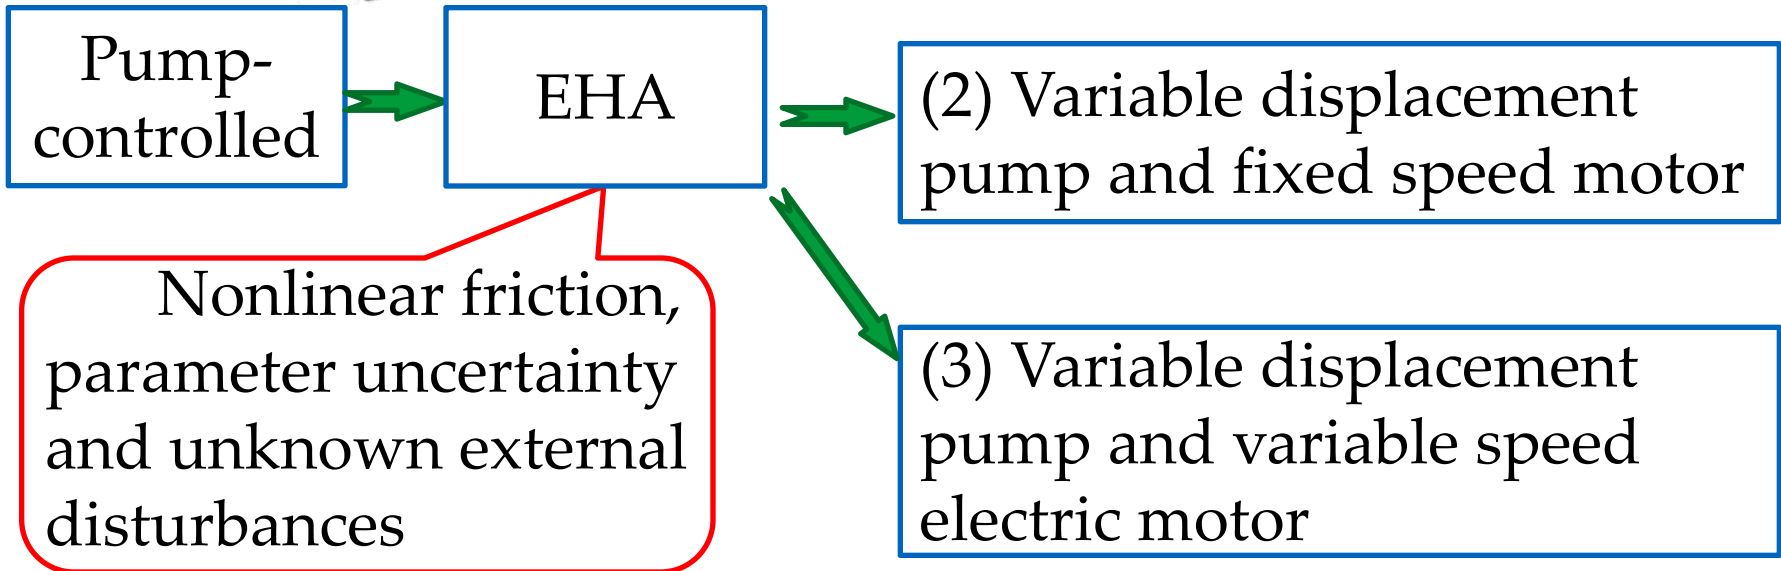 Pump-
controlled
EHA
(2) Variable displacement
pump and fixed speed motor
Nonlinear friction,
parameter uncertainty
and unknown external
disturbances
(3) Variable displacement
pump and variable speed
electric motor